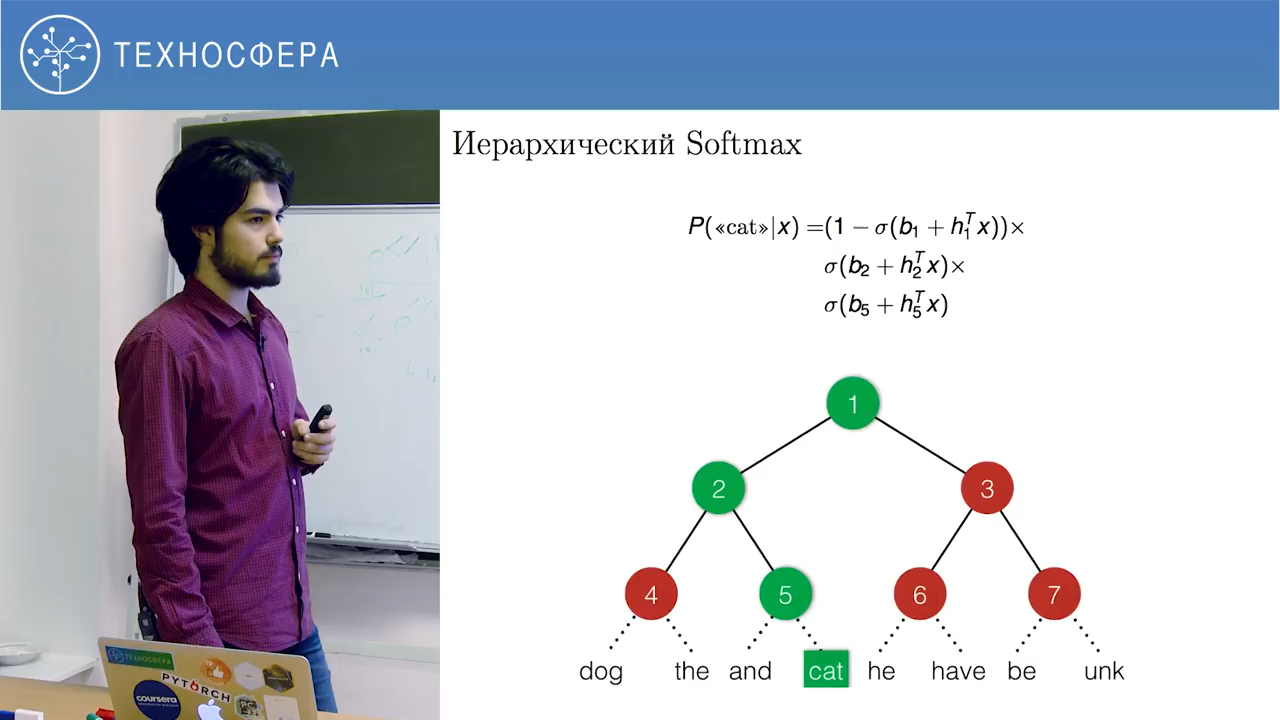 ТЕХНОСФЕРА
Иерархический Softmax
P(«cat»|x) =(1 − σ(b₁ + h₁ᵀx))×
σ(b₂ + h₂ᵀx)×
σ(b₅ + h₅ᵀx)
1
2
3
4
5
6
7
dog the and cat he have be unk
ТЕХНОСФЕРА
PYTORCH
coursera